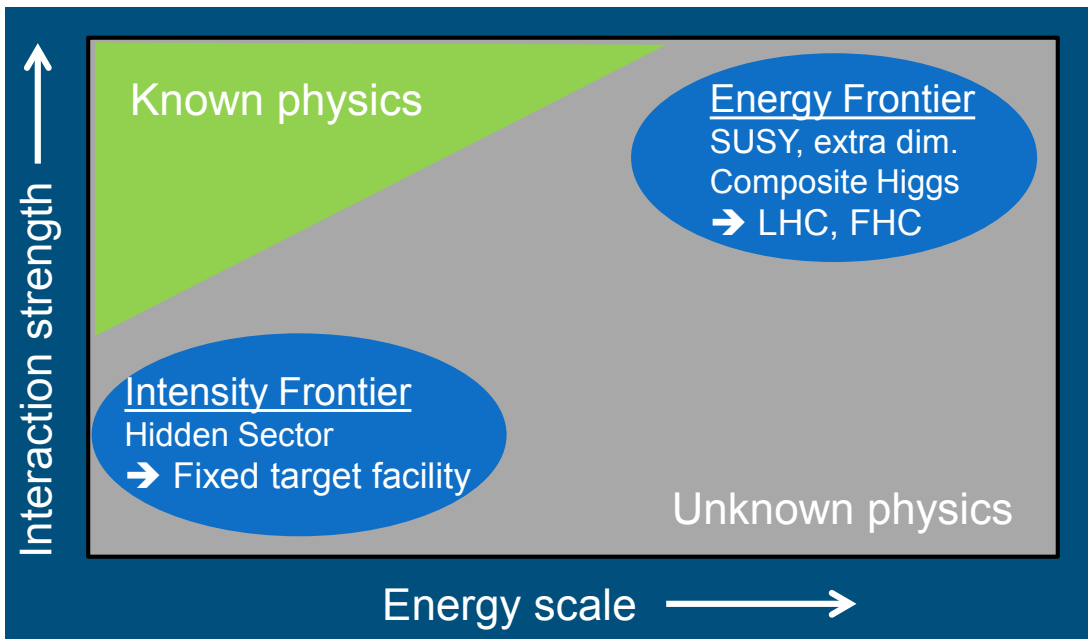 Interaction strength
Known physics
Energy Frontier
SUSY, extra dim.
Composite Higgs
➔ LHC, FHC
Intensity Frontier
Hidden Sector
➔ Fixed target facility
Unknown physics
Energy scale